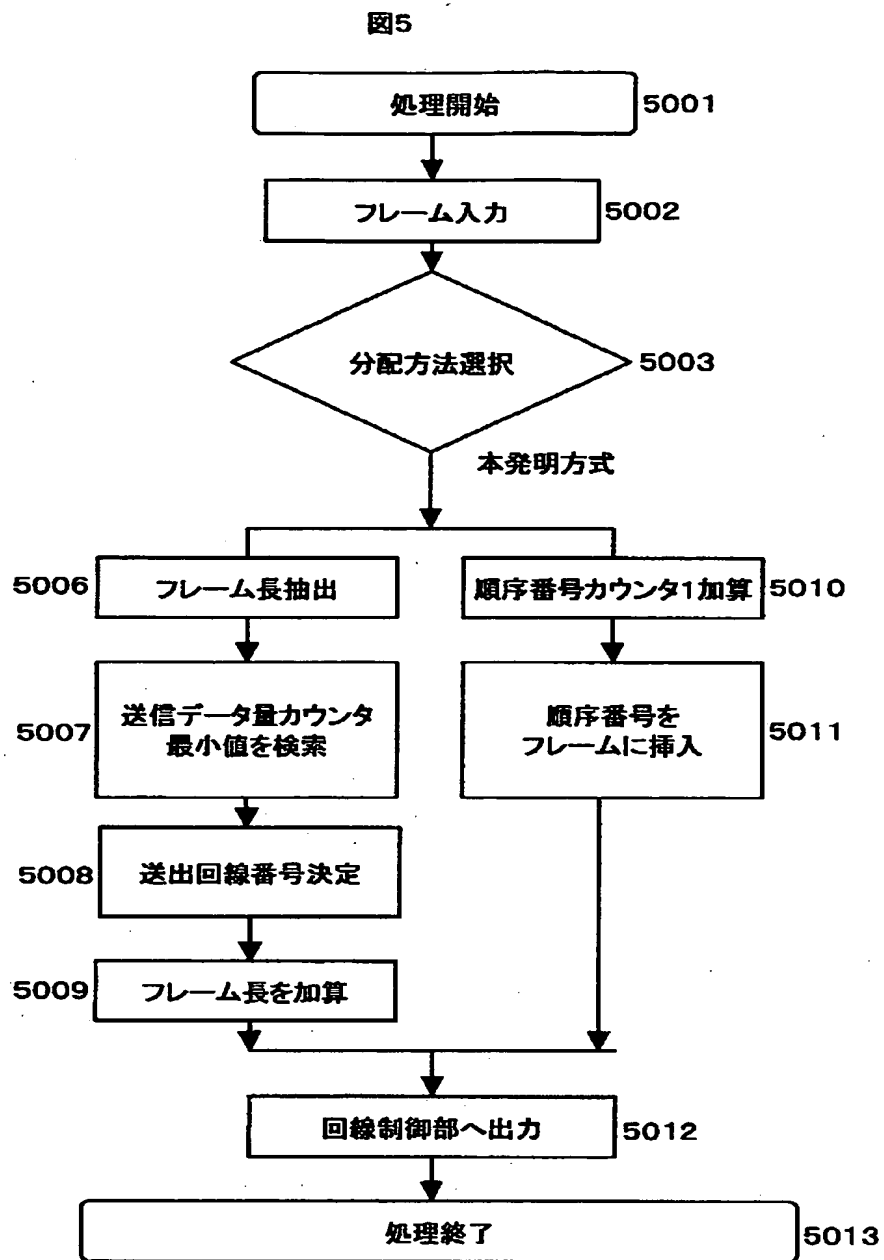 図5
処理開始
5001
フレーム入力
5002
分配方法選択
5003
本発明方式
5006
フレーム長抽出
順序番号カウンタ1加算
5010
5007
送信データ量カウンタ
最小値を検索
順序番号を
フレームに挿入
5011
5008
送出回線番号決定
5009
フレーム長を加算
回線制御部へ出力
5012
処理終了
5013